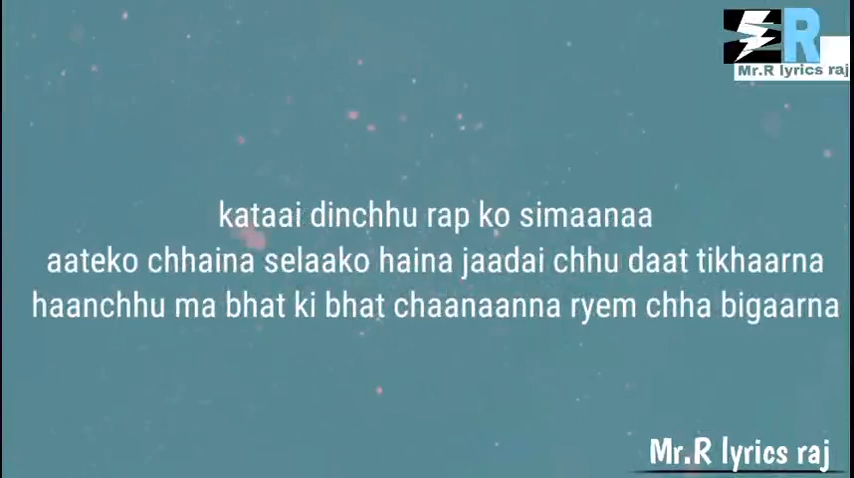 R
Mr.R lyrics raj
kataai dinchhu rap ko simaanaa
aateko chhaina selaako haina jaadai chhu daat tikhaarna
haanchhu ma bhat ki bhat chaanaanna ryem chha bigaarna
Mr.R lyrics raj